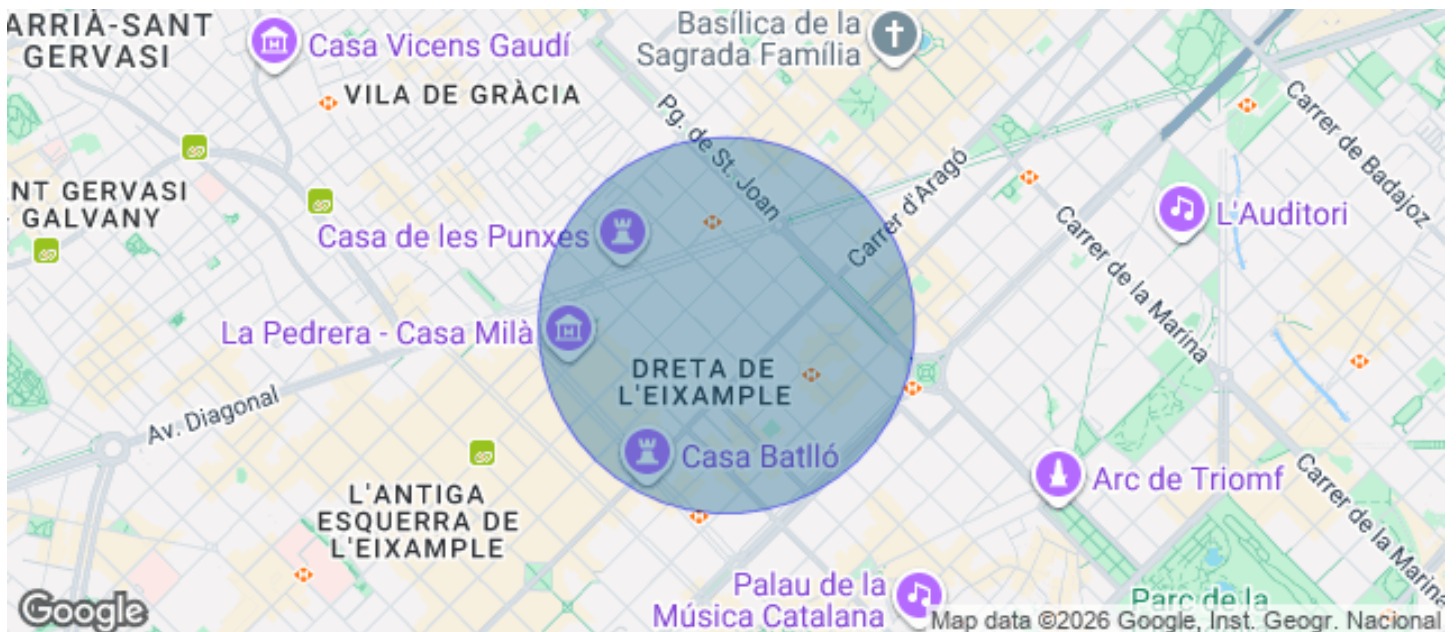 ARRIÀ-SANT
GERVASI
Casa Vicens Gaudí
Basílica de la
Sagrada Família
VILA DE GRÀCIA
Pg. de St. Joan
Carrer de Badajoz
NT GERVASI
- GALVANY
Casa de les Punxes
Carrer d'Aragó
L'Auditori
Carrer de la Marina
La Pedrera - Casa Milà
DRETA DE
L'EIXAMPLE
Av. Diagonal
Casa Batlló
Arc de Triomf
L'ANTIGA
ESQUERRA DE
L'EIXAMPLE
Carrer de la Marina
Palau de la
Música Catalana
Parc de la
Google
Map data ©2026 Google, Inst. Geogr. Nacional